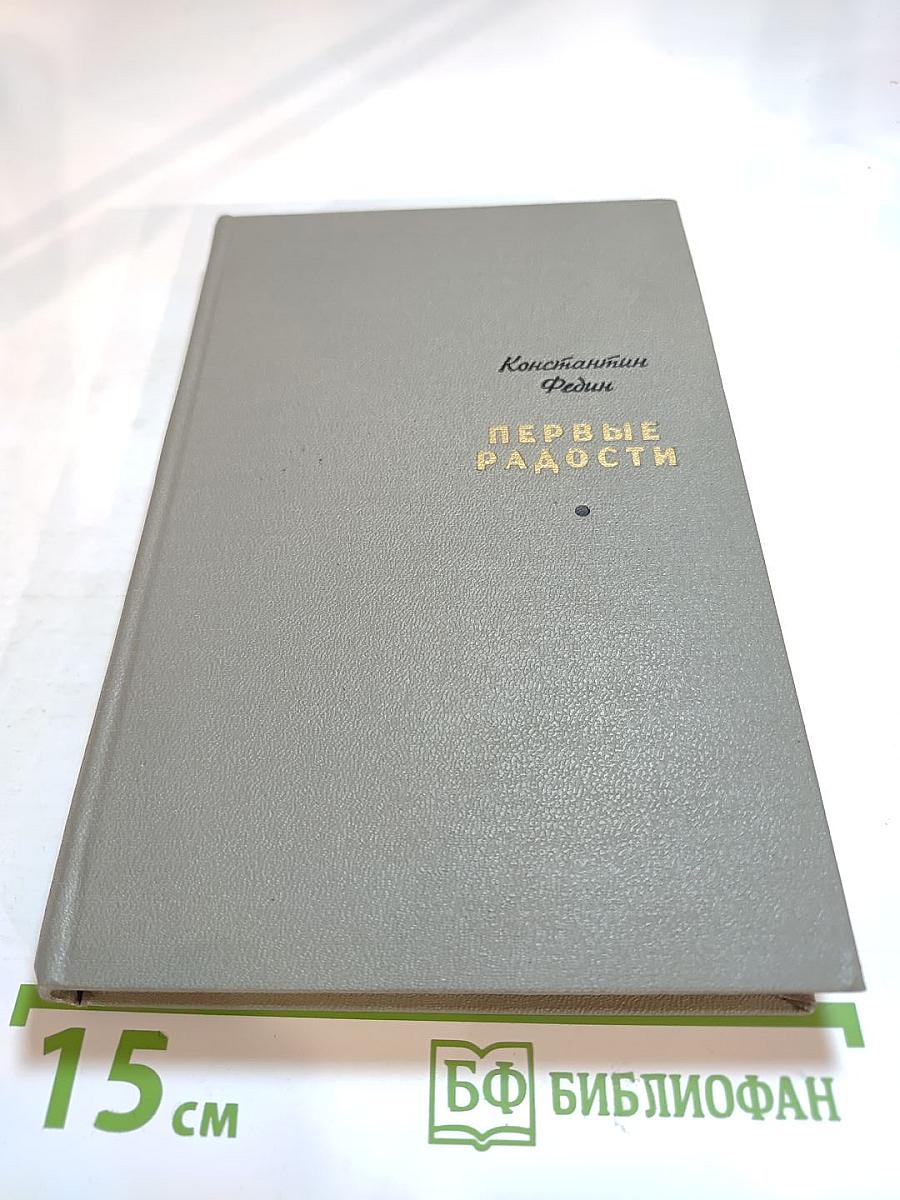 Константин
Федин
ПЕРВЫЕ
РАДОСТИ
15 см
БФ БИБЛИОФАН